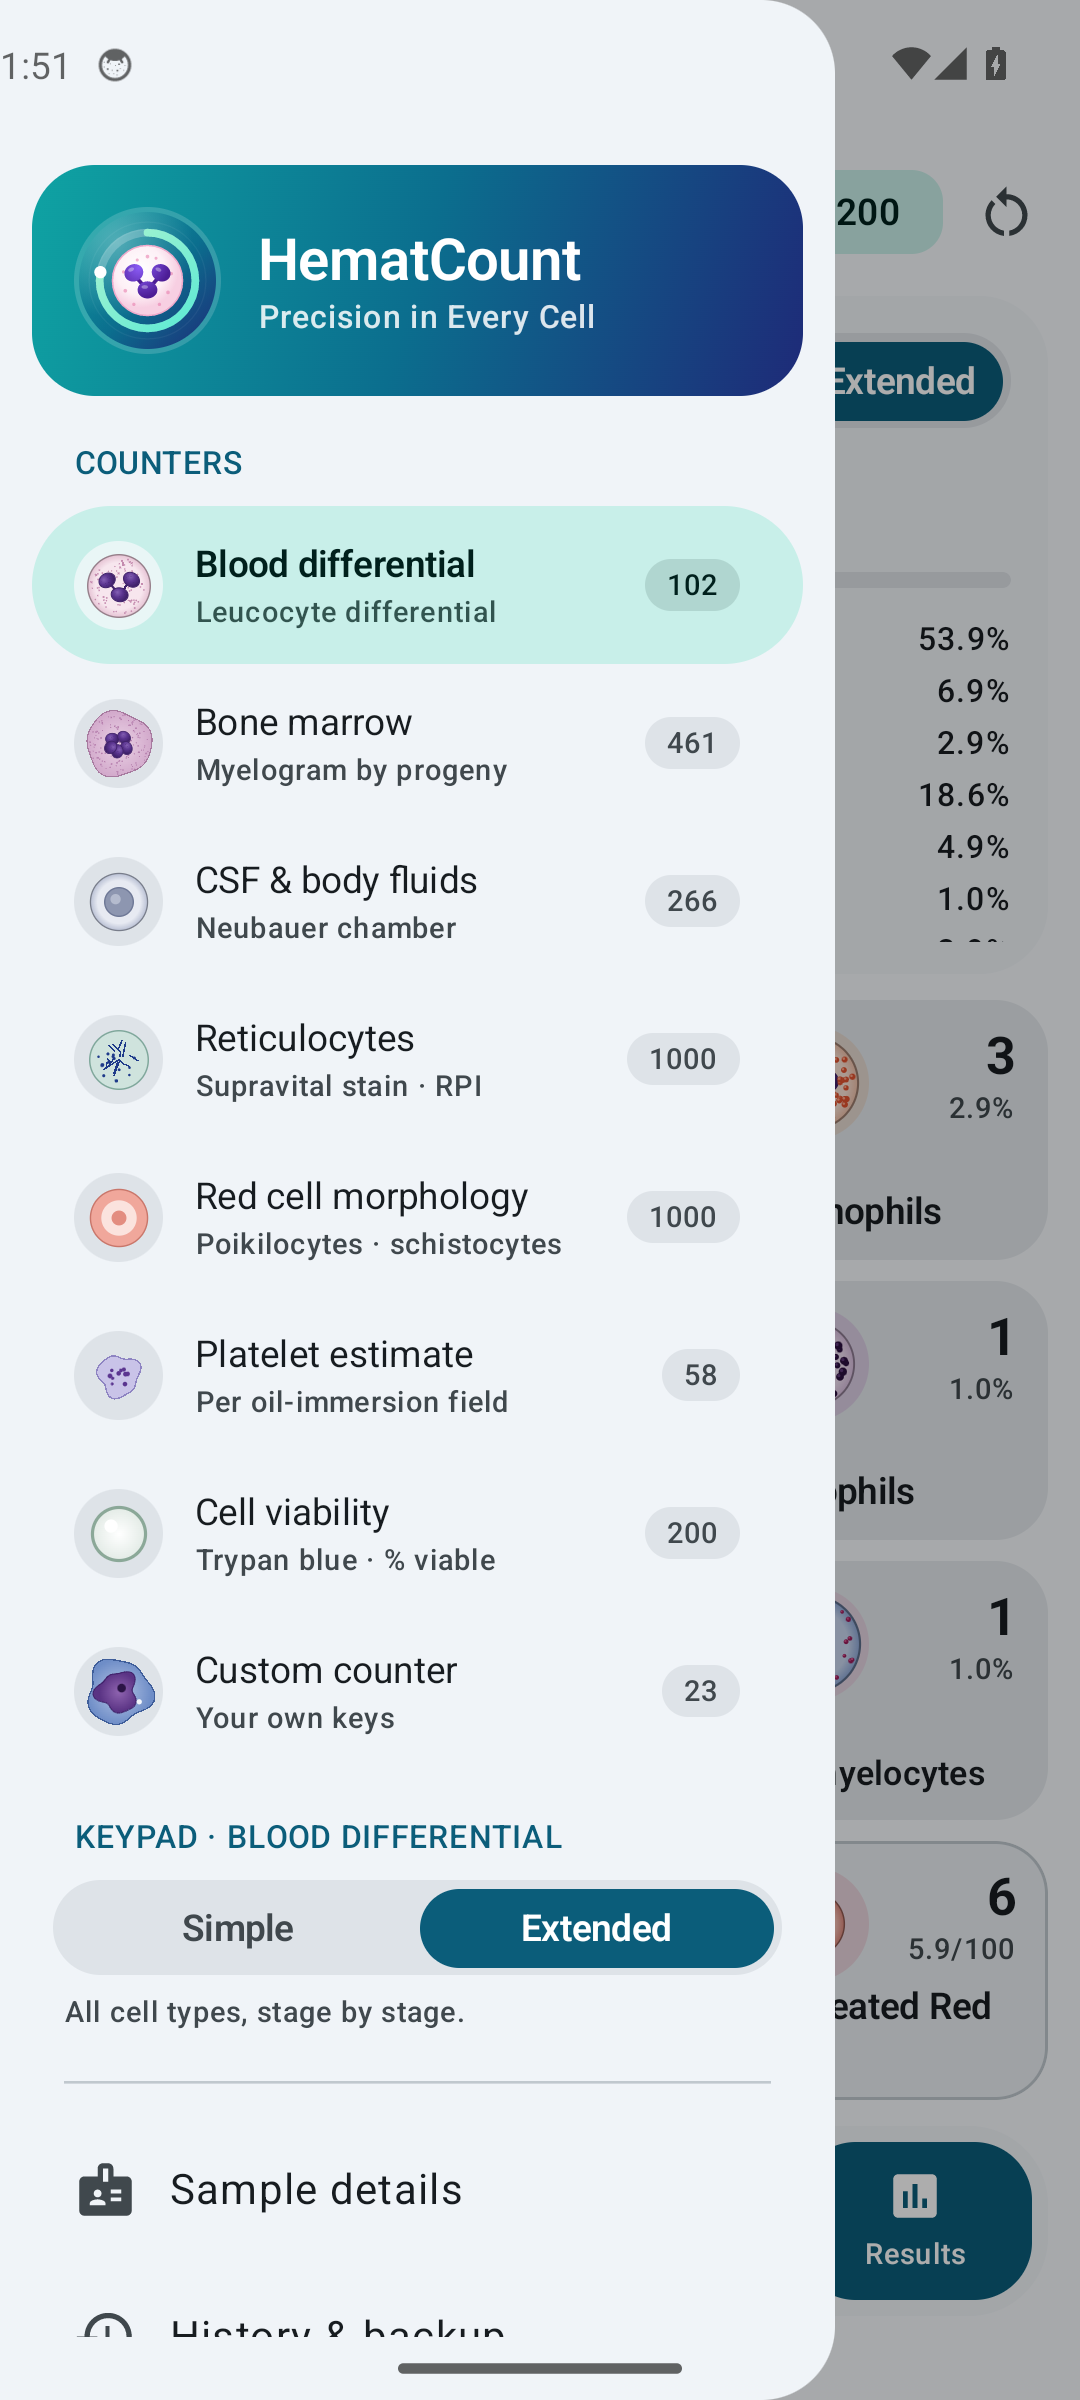 1:51
200
HematCount
Precision in Every Cell
Extended
COUNTERS
Blood differential
Leucocyte differential
102
53.9%
6.9%
2.9%
18.6%
4.9%
1.0%
Bone marrow
Myelogram by progeny
461
CSF & body fluids
Neubauer chamber
266
Reticulocytes
Supravital stain · RPI
1000
3
2.9%
nophils
Red cell morphology
Poikilocytes · schistocytes
1000
Platelet estimate
Per oil-immersion field
58
1
1.0%
ophils
Cell viability
Trypan blue · % viable
200
Custom counter
Your own keys
23
1
1.0%
yelocytes
KEYPAD · BLOOD DIFFERENTIAL
Simple
Extended
All cell types, stage by stage.
6
5.9/100
eated Red
Sample details
History & backup
Results